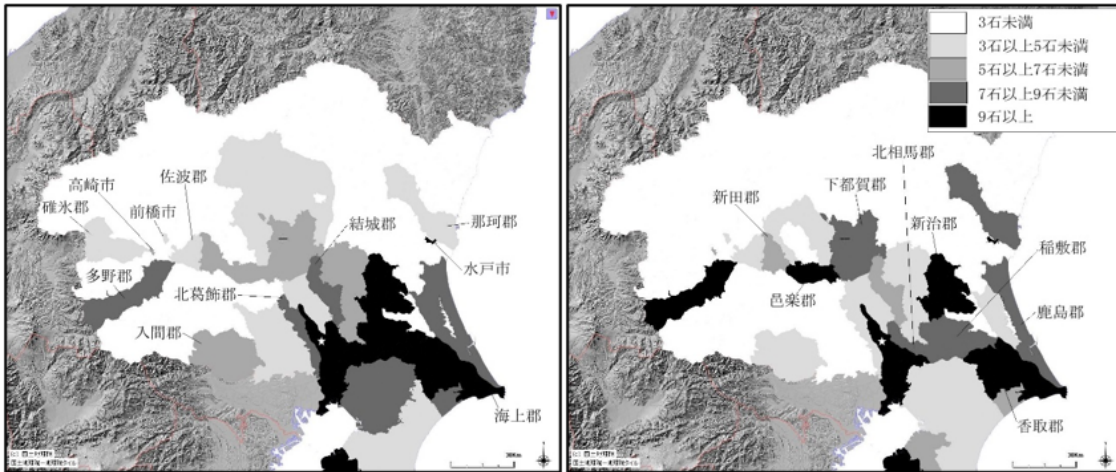 佐波郡
高崎市
前橋市
碓氷郡
結城郡
那珂郡
水戸市
多野郡
北葛飾郡
入間郡
海上郡
30Km
3石未満
3石以上5石未満
5石以上7石未満
7石以上9石未満
9石以上
北相馬郡
下都賀郡
新田郡
新治郡
稲敷郡
邑楽郡
鹿島郡
香取郡
30Km